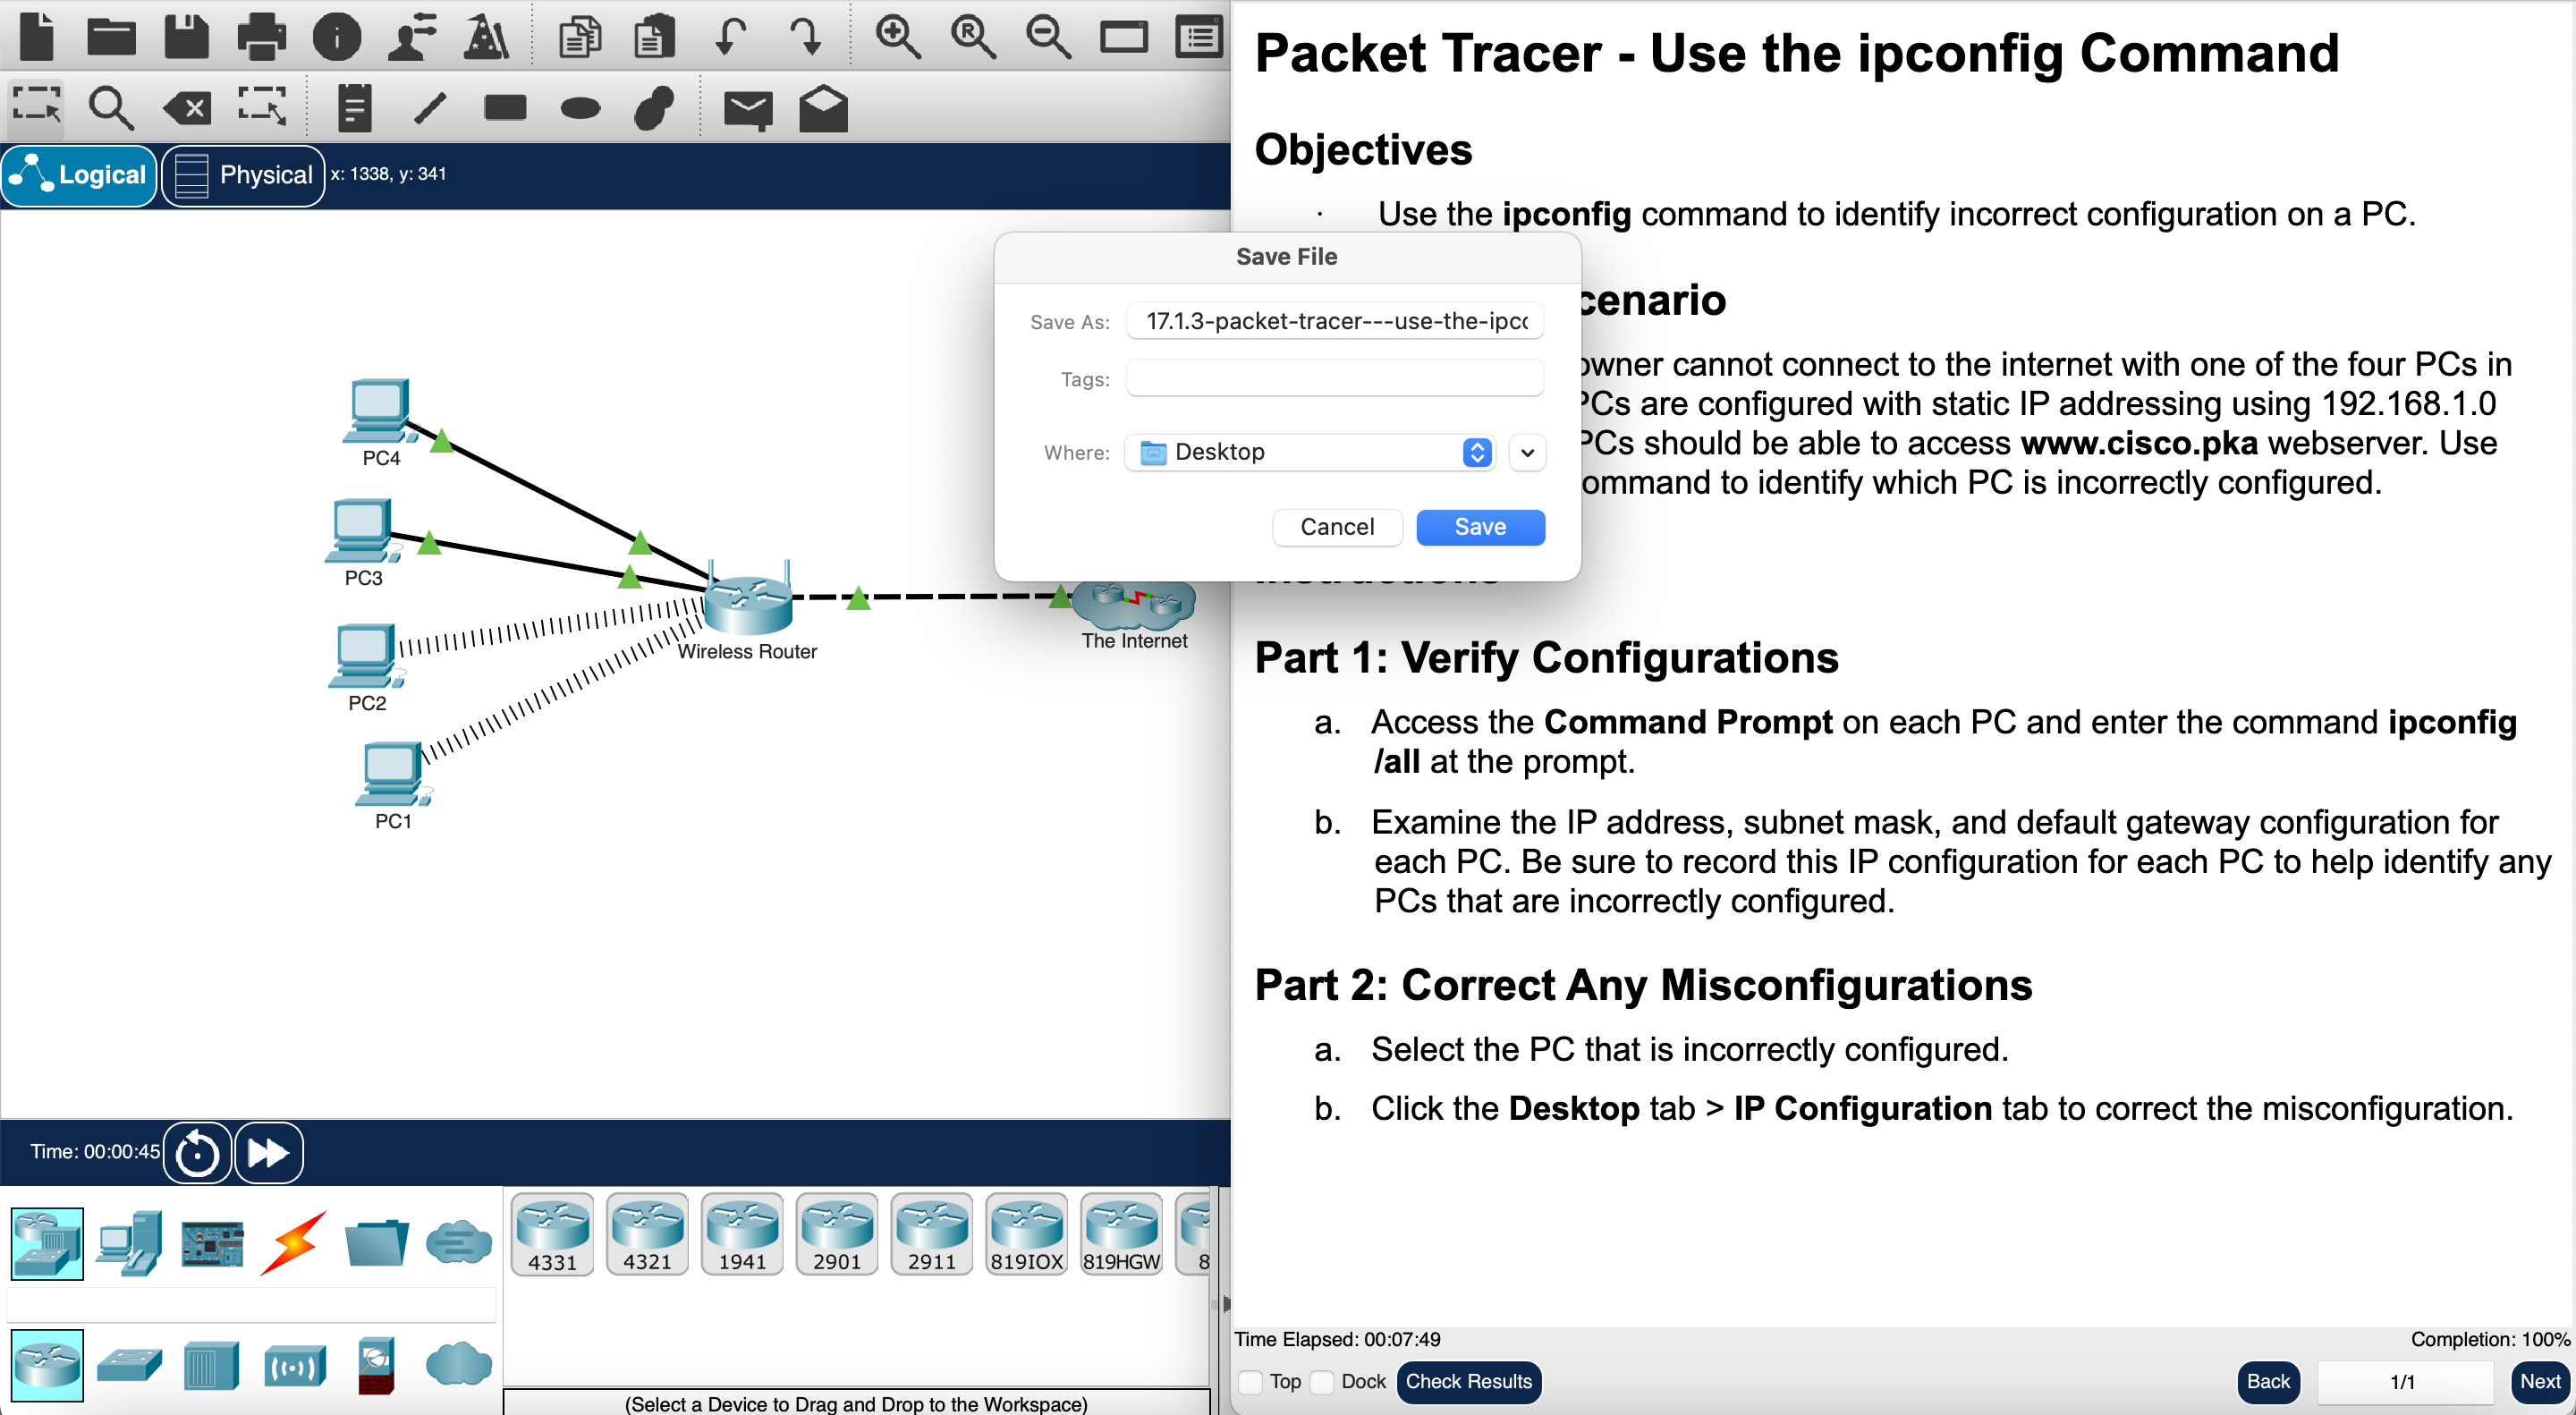 Logical
Physical
x: 1338, y: 341
PC4
PC3
PC2
PC1
Wireless Router
The Internet
Time: 00:00:45
4331
4321
1941
2901
2911
819IOX
819HGW
8
(Select a Device to Drag and Drop to the Workspace)
Save File
Save As:
17.1.3-packet-tracer---use-the-ipcc
Tags:
Where:
Desktop
Cancel
Save
Packet Tracer - Use the ipconfig Command
Objectives
· Use the ipconfig command to identify incorrect configuration on a PC.
cenario
owner cannot connect to the internet with one of the four PCs in
PCs are configured with static IP addressing using 192.168.1.0
PCs should be able to access www.cisco.pka webserver. Use
ommand to identify which PC is incorrectly configured.
Part 1: Verify Configurations
a. Access the Command Prompt on each PC and enter the command ipconfig
/all at the prompt.
b. Examine the IP address, subnet mask, and default gateway configuration for
each PC. Be sure to record this IP configuration for each PC to help identify any
PCs that are incorrectly configured.
Part 2: Correct Any Misconfigurations
a. Select the PC that is incorrectly configured.
b. Click the Desktop tab > IP Configuration tab to correct the misconfiguration.
Time Elapsed: 00:07:49
Completion: 100%
Top
Dock
Check Results
Back
1/1
Next